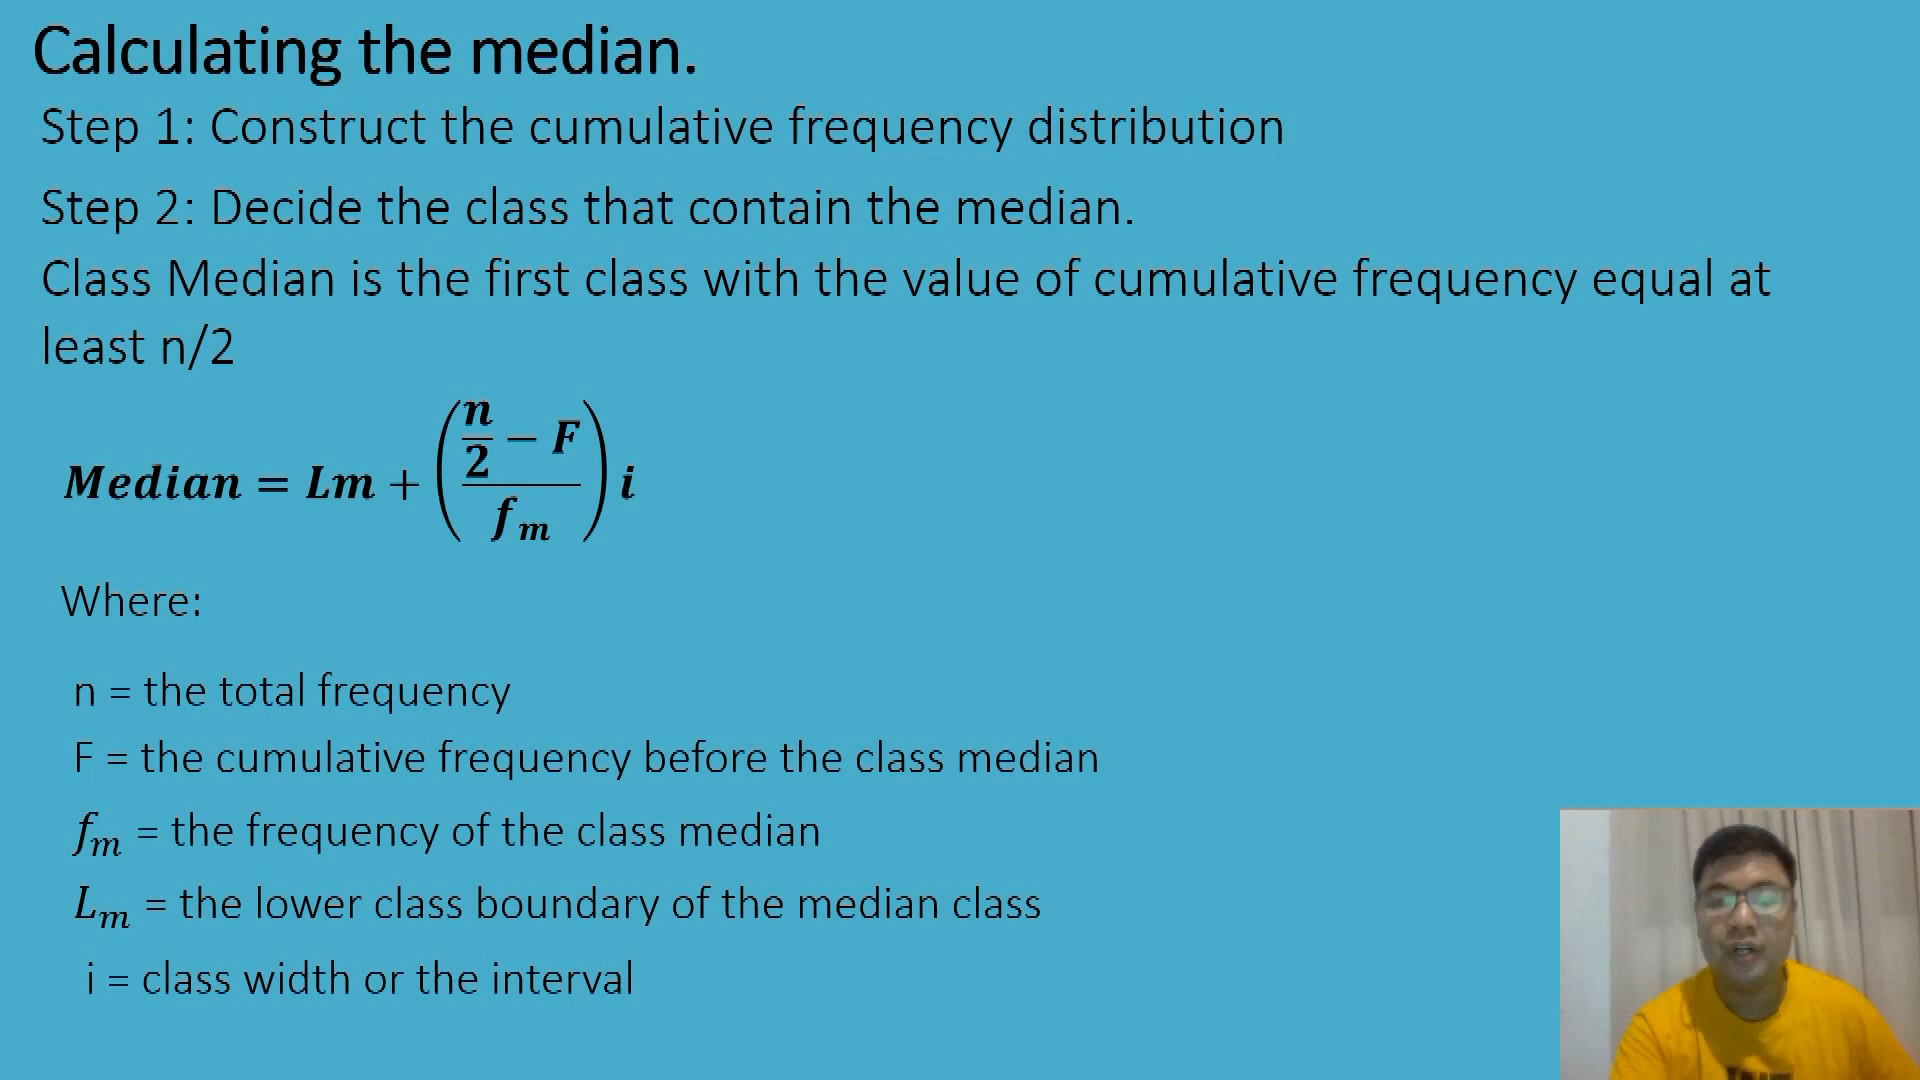 Calculating the median.
Step 1: Construct the cumulative frequency distribution
Step 2: Decide the class that contain the median.
Class Median is the first class with the value of cumulative frequency equal at
least n/2
Median = Lm + ((n/2 − F)/fₘ) i
Where:
n = the total frequency
F = the cumulative frequency before the class median
fₘ = the frequency of the class median
Lₘ = the lower class boundary of the median class
i = class width or the interval